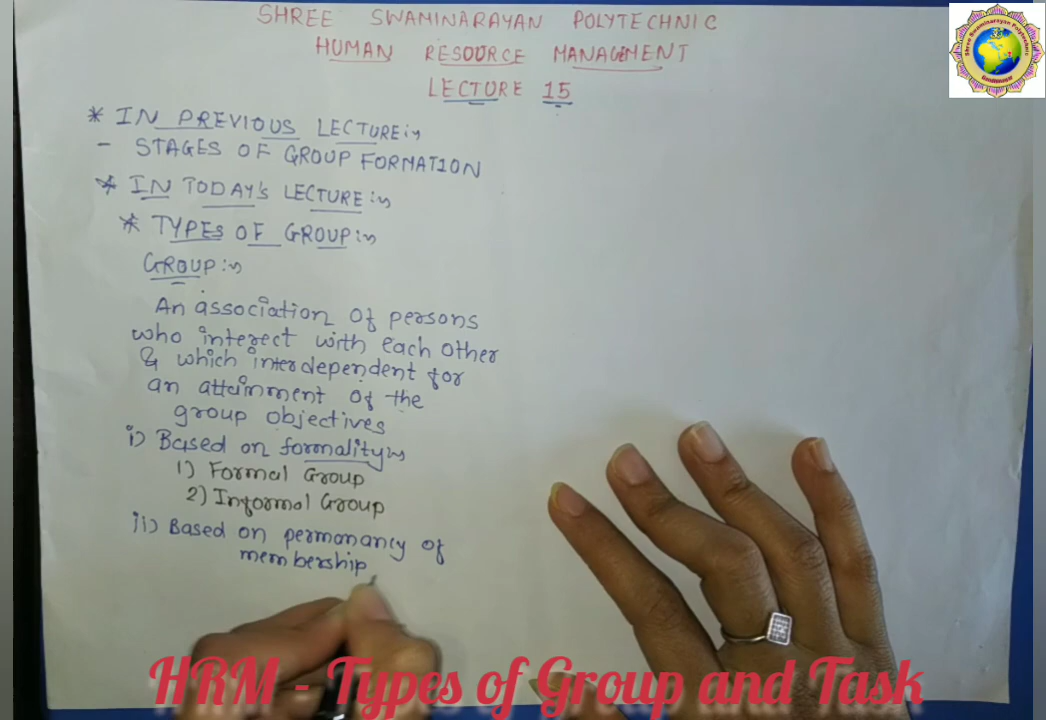 SHREE SWAMINARAYAN POLYTECHNIC
HUMAN RESOURCE MANAGEMENT
LECTURE 15
* IN PREVIOUS LECTURE:-
- STAGES OF GROUP FORMATION
* IN TODAY'S LECTURE:-
* TYPES OF GROUP:-
GROUP:-
An association of persons
who interect with each other
& which interdependent for
an attainment of the
group objectives
i) Based on formality
1) Formal Group
2) Informal Group
ii) Based on permanancy of
membership
HRM - Types of Group and Task
Shree Swaminarayan Polytechnic